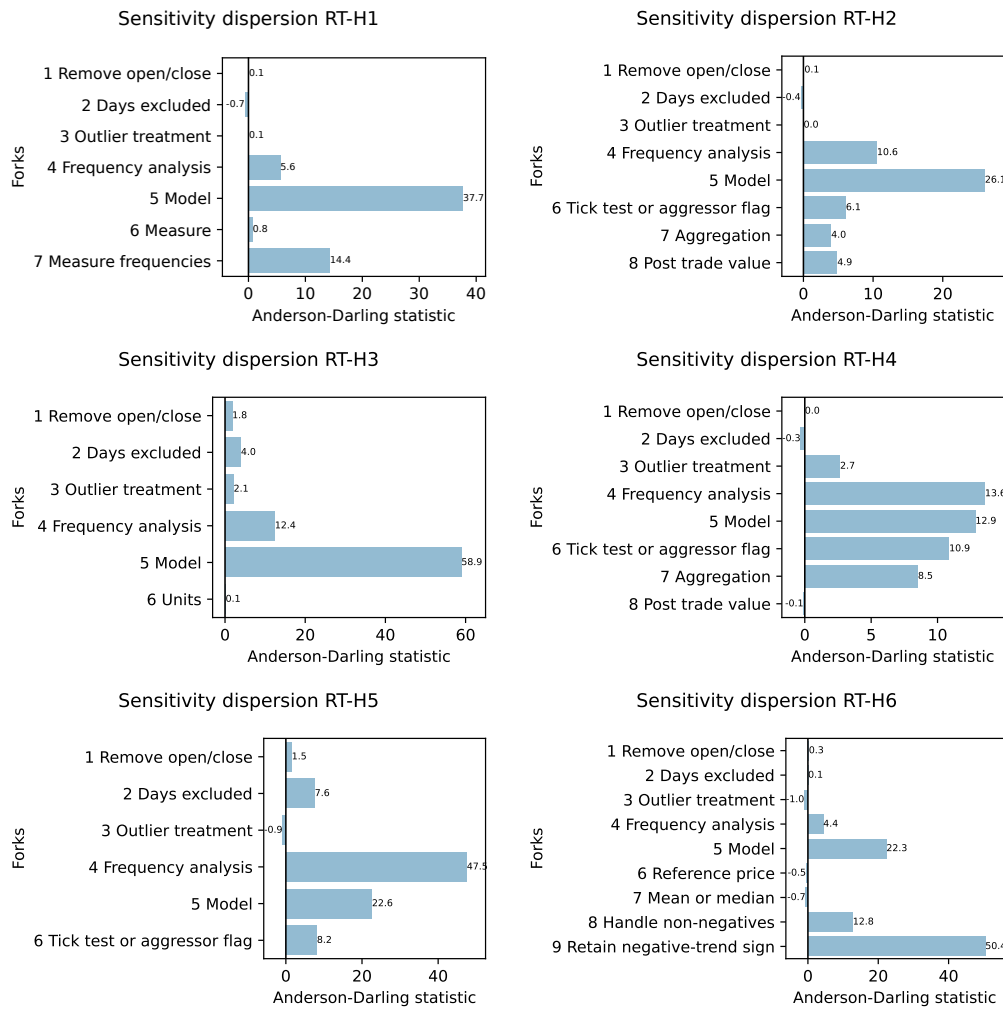 Sensitivity dispersion RT-H1
Forks
1 Remove open/close 0.1
2 Days excluded -0.7
3 Outlier treatment 0.1
4 Frequency analysis 5.6
5 Model 37.7
6 Measure 0.8
7 Measure frequencies 14.4
0 10 20 30 40
Anderson-Darling statistic
Sensitivity dispersion RT-H2
Forks
1 Remove open/close 0.1
2 Days excluded -0.4
3 Outlier treatment 0.0
4 Frequency analysis 10.6
5 Model 26.1
6 Tick test or aggressor flag 6.1
7 Aggregation 4.0
8 Post trade value 4.9
0 10 20
Anderson-Darling statistic
Sensitivity dispersion RT-H3
Forks
1 Remove open/close 1.8
2 Days excluded 4.0
3 Outlier treatment 2.1
4 Frequency analysis 12.4
5 Model 58.9
6 Units 0.1
0 20 40 60
Anderson-Darling statistic
Sensitivity dispersion RT-H4
Forks
1 Remove open/close 0.0
2 Days excluded -0.3
3 Outlier treatment 2.7
4 Frequency analysis 13.6
5 Model 12.9
6 Tick test or aggressor flag 10.9
7 Aggregation 8.5
8 Post trade value -0.1
0 5 10
Anderson-Darling statistic
Sensitivity dispersion RT-H5
Forks
1 Remove open/close 1.5
2 Days excluded 7.6
3 Outlier treatment -0.9
4 Frequency analysis 47.5
5 Model 22.6
6 Tick test or aggressor flag 8.2
0 20 40
Anderson-Darling statistic
Sensitivity dispersion RT-H6
Forks
1 Remove open/close 0.3
2 Days excluded 0.1
3 Outlier treatment -1.0
4 Frequency analysis 4.4
5 Model 22.3
6 Reference price -0.5
7 Mean or median -0.7
8 Handle non-negatives 12.8
9 Retain negative-trend sign 50.4
0 20 40
Anderson-Darling statistic